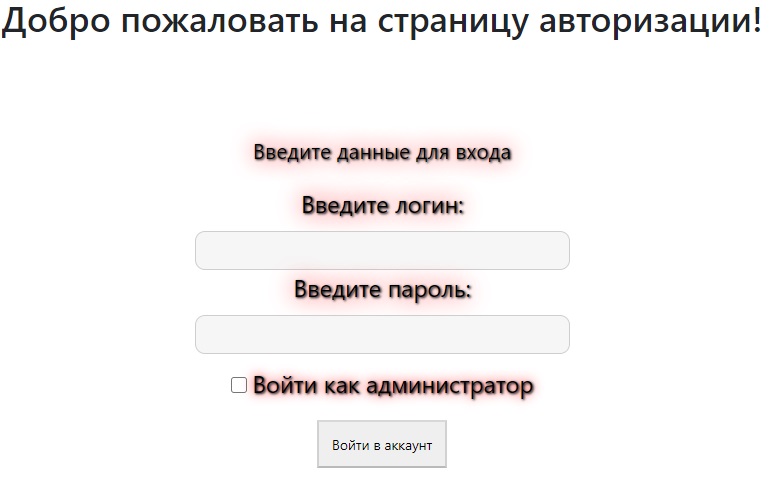 Добро пожаловать на страницу авторизации!
Введите данные для входа
Введите логин:
Введите пароль:
Войти как администратор
Войти в аккаунт